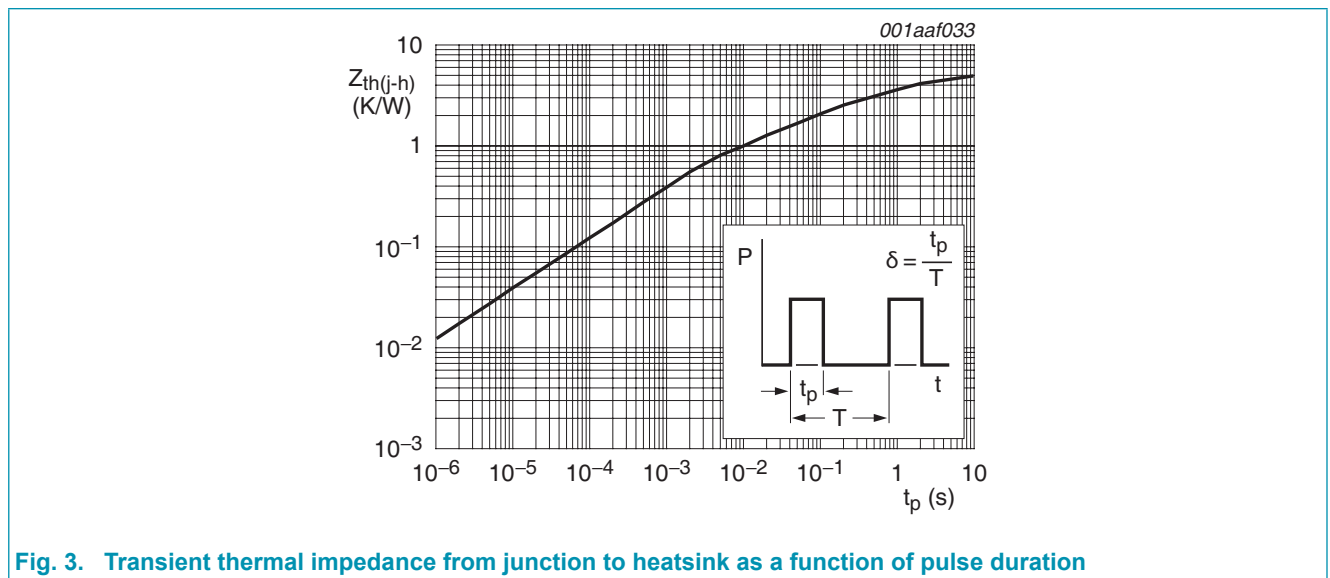 001aaf033
10
Z_th(j-h)
(K/W)
1
10⁻¹
10⁻²
10⁻³
P
δ = t_p / T
t_p
t
T
10⁻⁶ 10⁻⁵ 10⁻⁴ 10⁻³ 10⁻² 10⁻¹ 1 10
t_p (s)
Fig. 3. Transient thermal impedance from junction to heatsink as a function of pulse duration